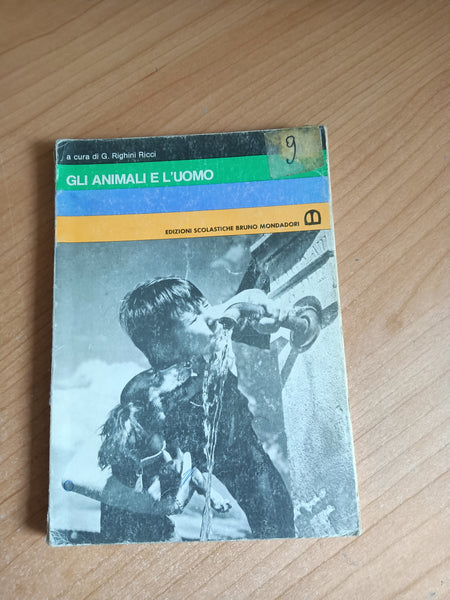 a cura di G. Righini Ricci
9
GLI ANIMALI E L'UOMO
EDIZIONI SCOLASTICHE BRUNO MONDADORI